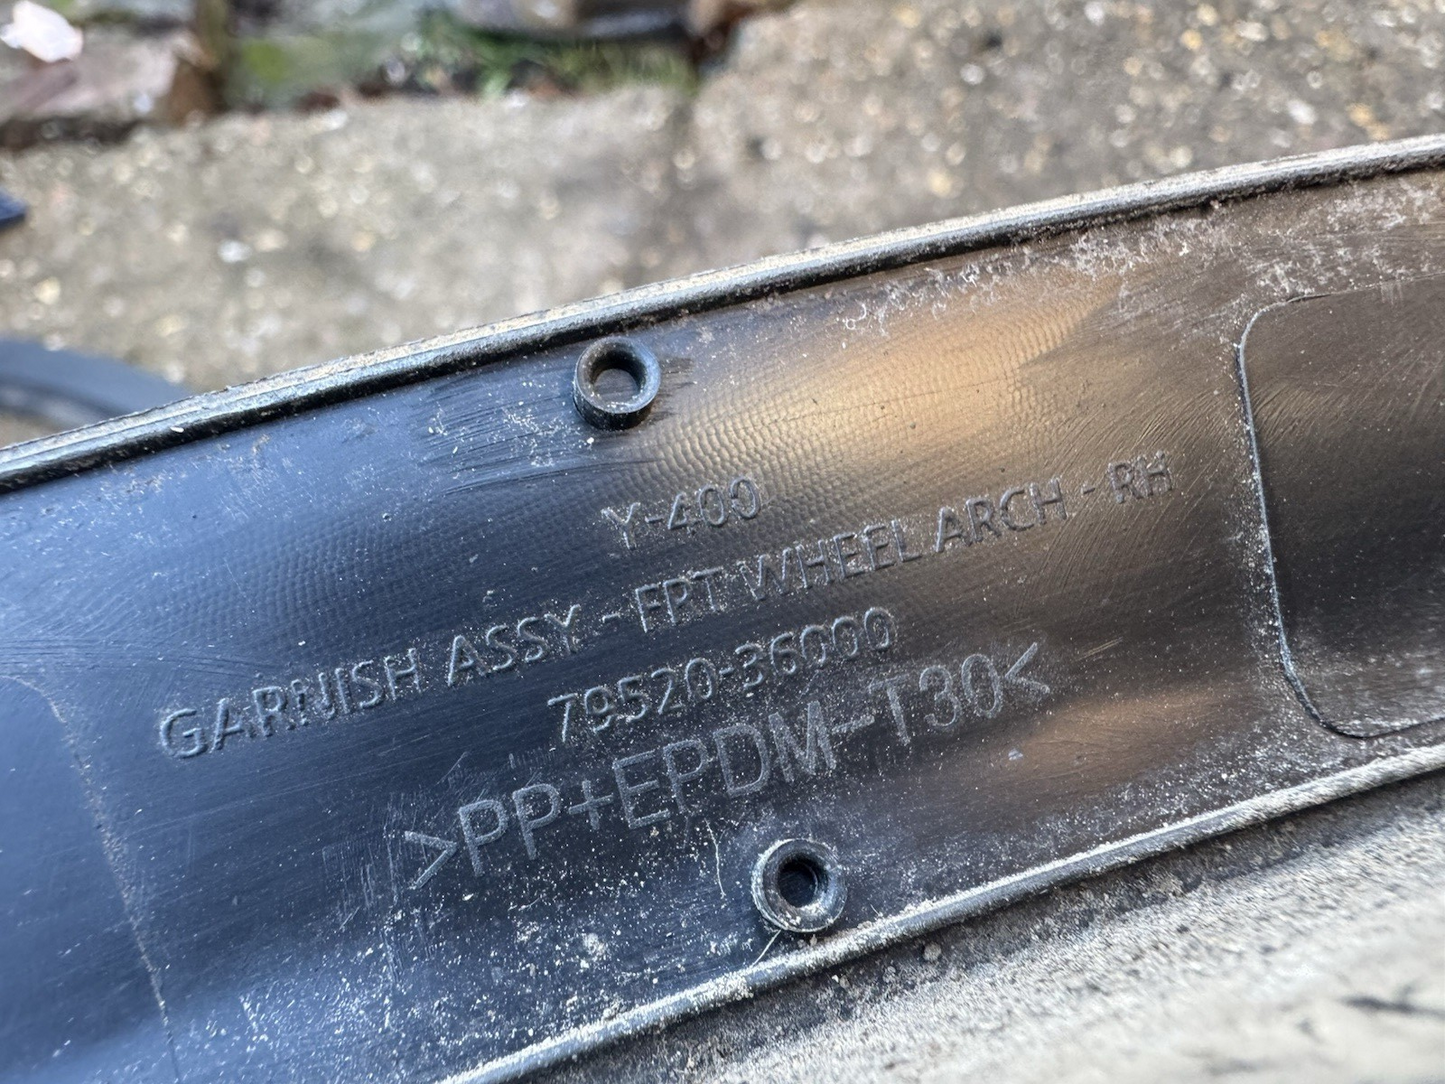 Y-400
GARNISH ASSY - FRT WHEEL ARCH - RH
79520-36000
>PP+EPDM-T30<